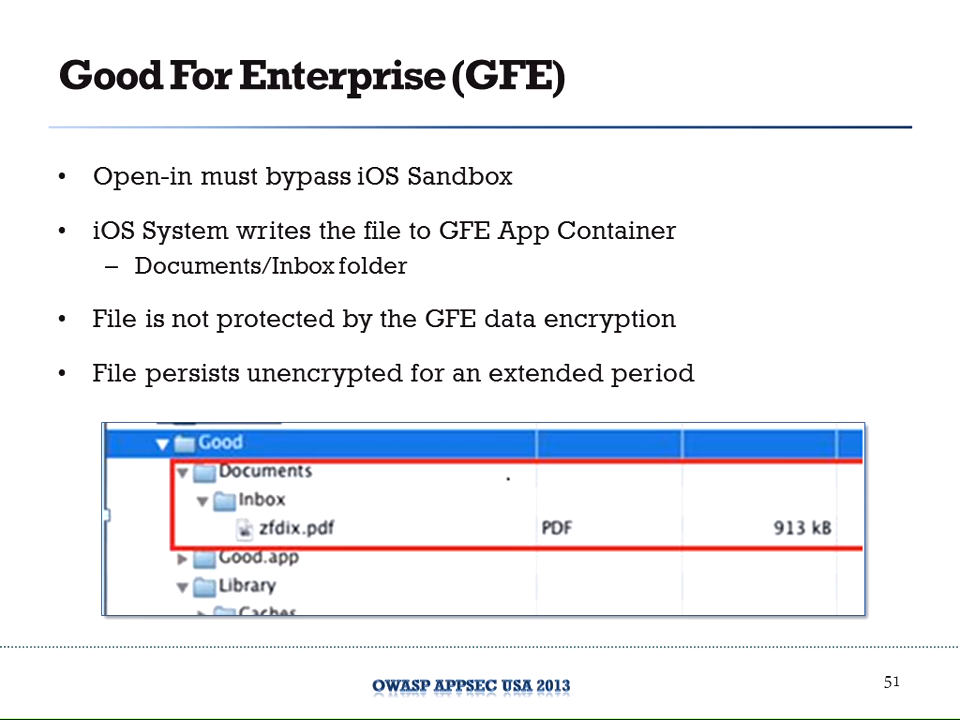 Good For Enterprise (GFE)
• Open-in must bypass iOS Sandbox
• iOS System writes the file to GFE App Container
– Documents/Inbox folder
• File is not protected by the GFE data encryption
• File persists unencrypted for an extended period
Good
Documents
Inbox
zfdix.pdf PDF 913 kB
Good.app
Library
Caches
OWASP APPSEC USA 2013
51